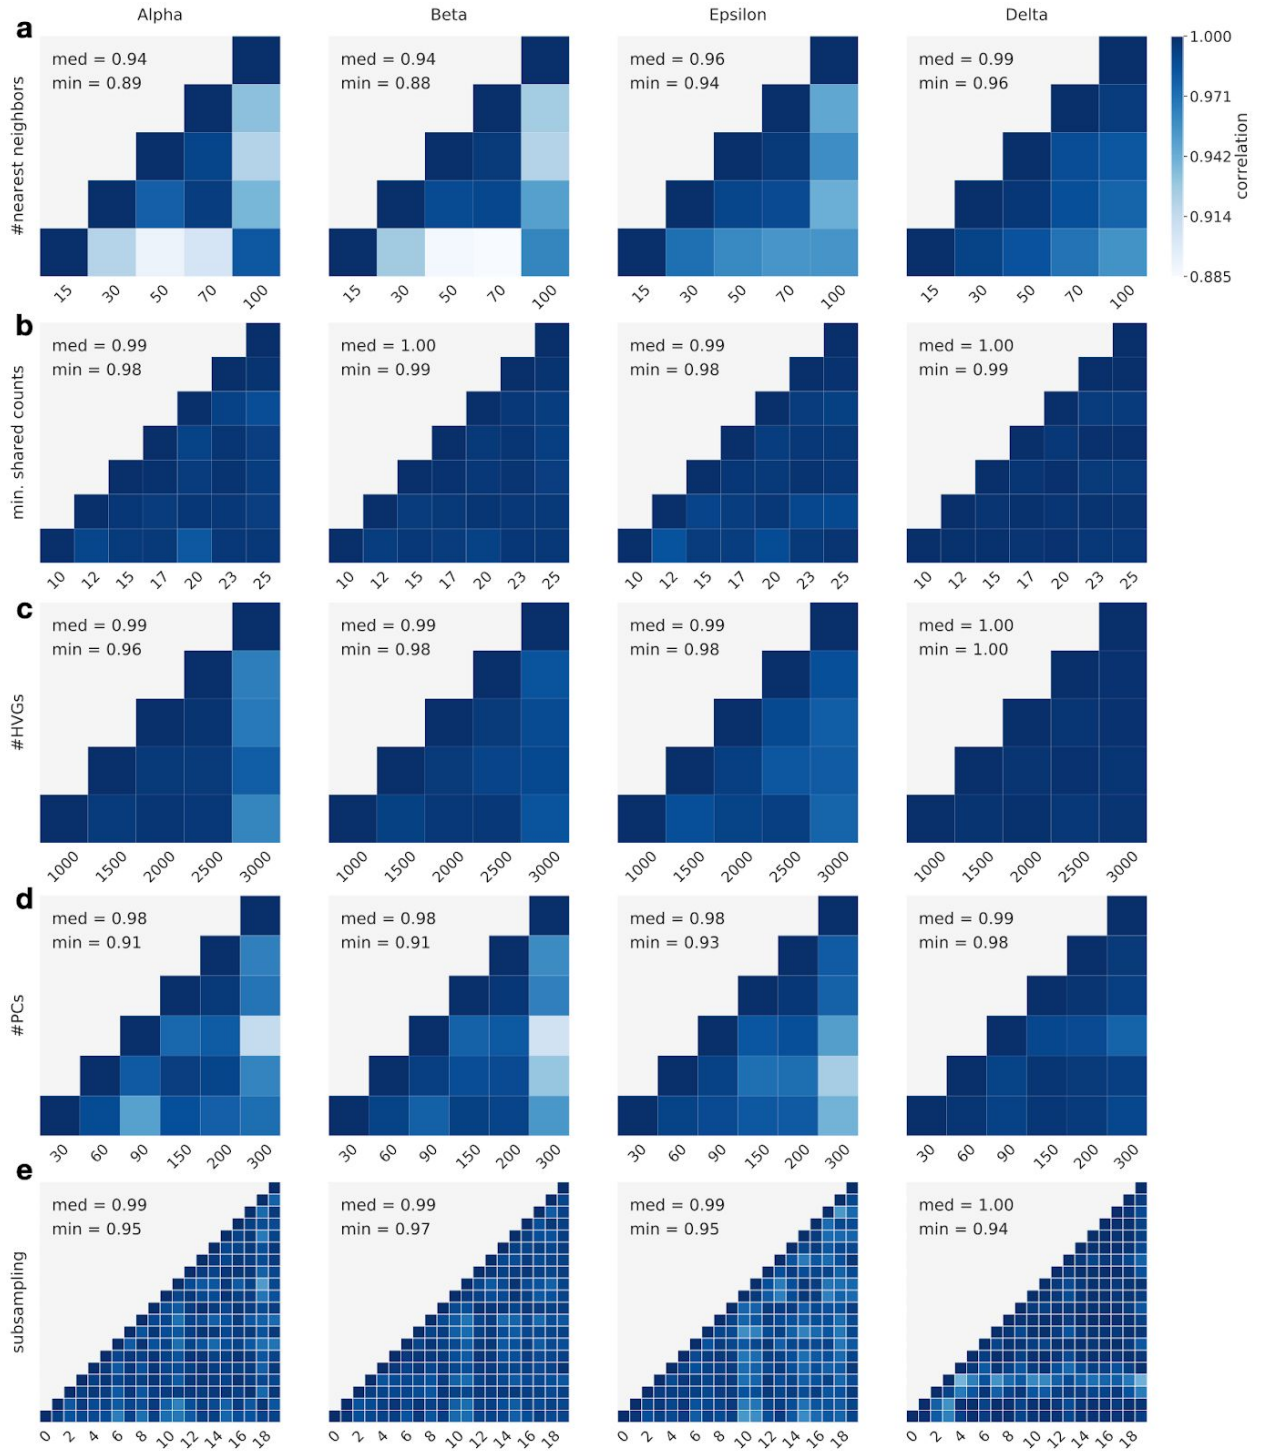 Alpha Beta Epsilon Delta
a
#nearest neighbors
med = 0.94
min = 0.89
med = 0.94
min = 0.88
med = 0.96
min = 0.94
med = 0.99
min = 0.96
1.000
0.971
0.942
0.914
0.885
correlation
15 30 50 70 100
15 30 50 70 100
15 30 50 70 100
15 30 50 70 100
b
min. shared counts
med = 0.99
min = 0.98
med = 1.00
min = 0.99
med = 0.99
min = 0.98
med = 1.00
min = 0.99
10 12 15 17 20 23 25
10 12 15 17 20 23 25
10 12 15 17 20 23 25
10 12 15 17 20 23 25
c
#HVGs
med = 0.99
min = 0.96
med = 0.99
min = 0.98
med = 0.99
min = 0.98
med = 1.00
min = 1.00
1000 1500 2000 2500 3000
1000 1500 2000 2500 3000
1000 1500 2000 2500 3000
1000 1500 2000 2500 3000
d
#PCs
med = 0.98
min = 0.91
med = 0.98
min = 0.91
med = 0.98
min = 0.93
med = 0.99
min = 0.98
30 60 90 150 200 300
30 60 90 150 200 300
30 60 90 150 200 300
30 60 90 150 200 300
e
subsampling
med = 0.99
min = 0.95
med = 0.99
min = 0.97
med = 0.99
min = 0.95
med = 1.00
min = 0.94
0 2 4 6 8 10 12 14 16 18
0 2 4 6 8 10 12 14 16 18
0 2 4 6 8 10 12 14 16 18
0 2 4 6 8 10 12 14 16 18